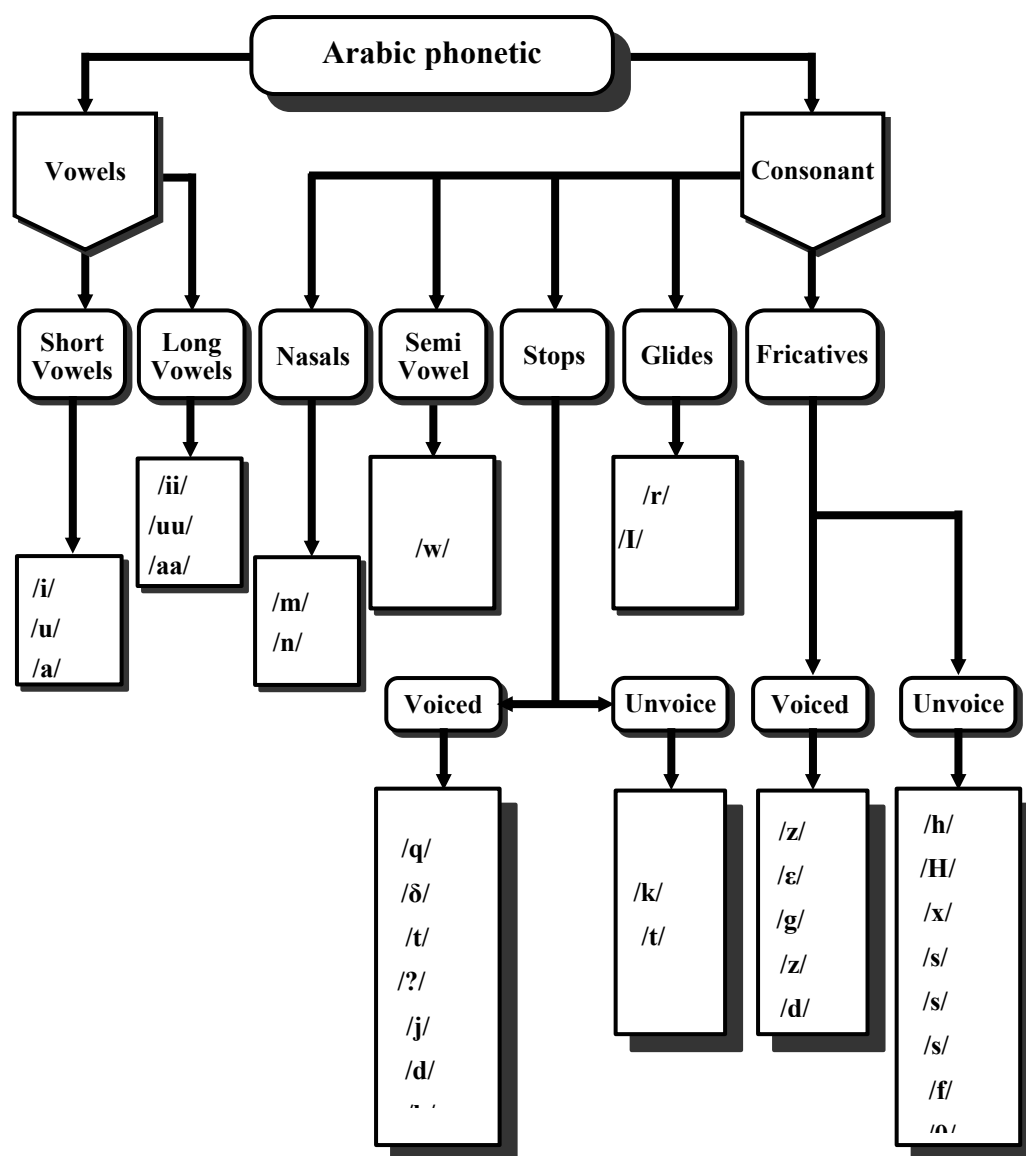 Arabic phonetic
Vowels
Consonant
Short
Vowels
Long
Vowels
Nasals
Semi
Vowel
Stops
Glides
Fricatives
/i/
/u/
/a/
/ii/
/uu/
/aa/
/m/
/n/
/w/
/r/
/I/
Voiced
Unvoice
Voiced
Unvoice
/q/
/δ/
/t/
/?/
/j/
/d/
/k/
/t/
/z/
/ε/
/g/
/z/
/d/
/h/
/H/
/x/
/s/
/s/
/s/
/f/